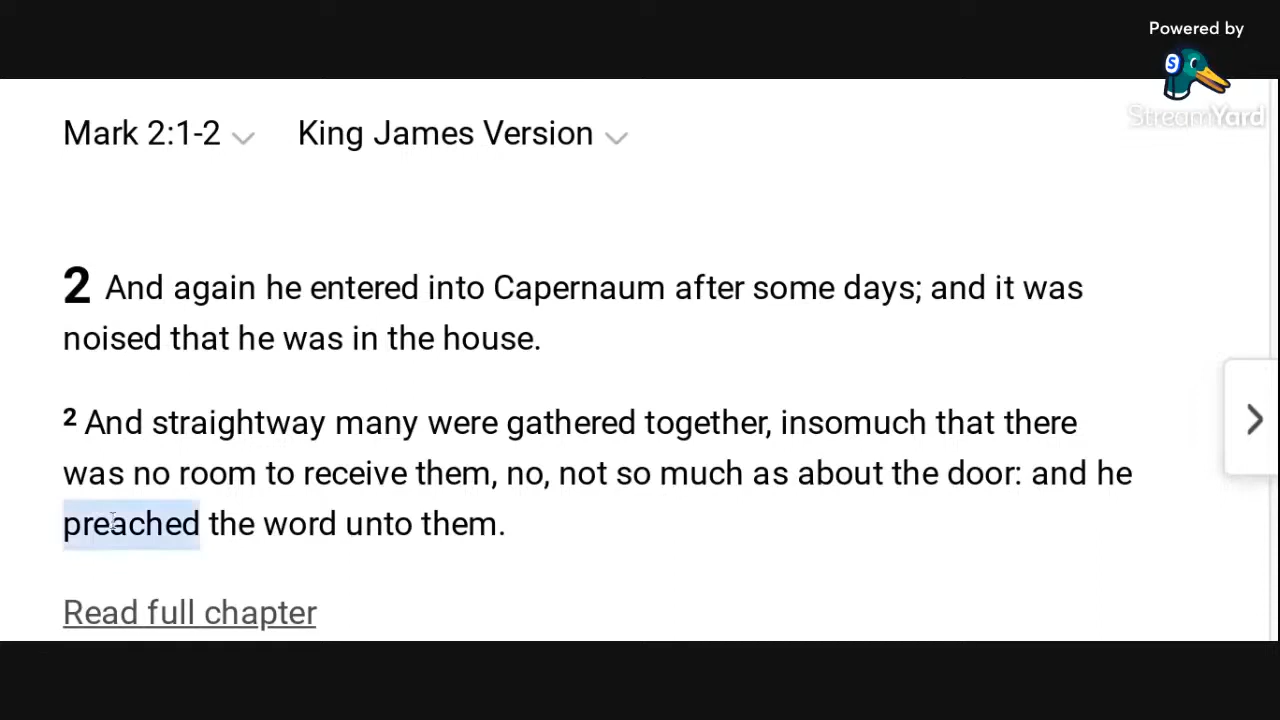 Powered by
S
StreamYard
Mark 2:1-2 King James Version
2 And again he entered into Capernaum after some days; and it was
noised that he was in the house.
2 And straightway many were gathered together, insomuch that there
was no room to receive them, no, not so much as about the door: and he
preached the word unto them.
Read full chapter